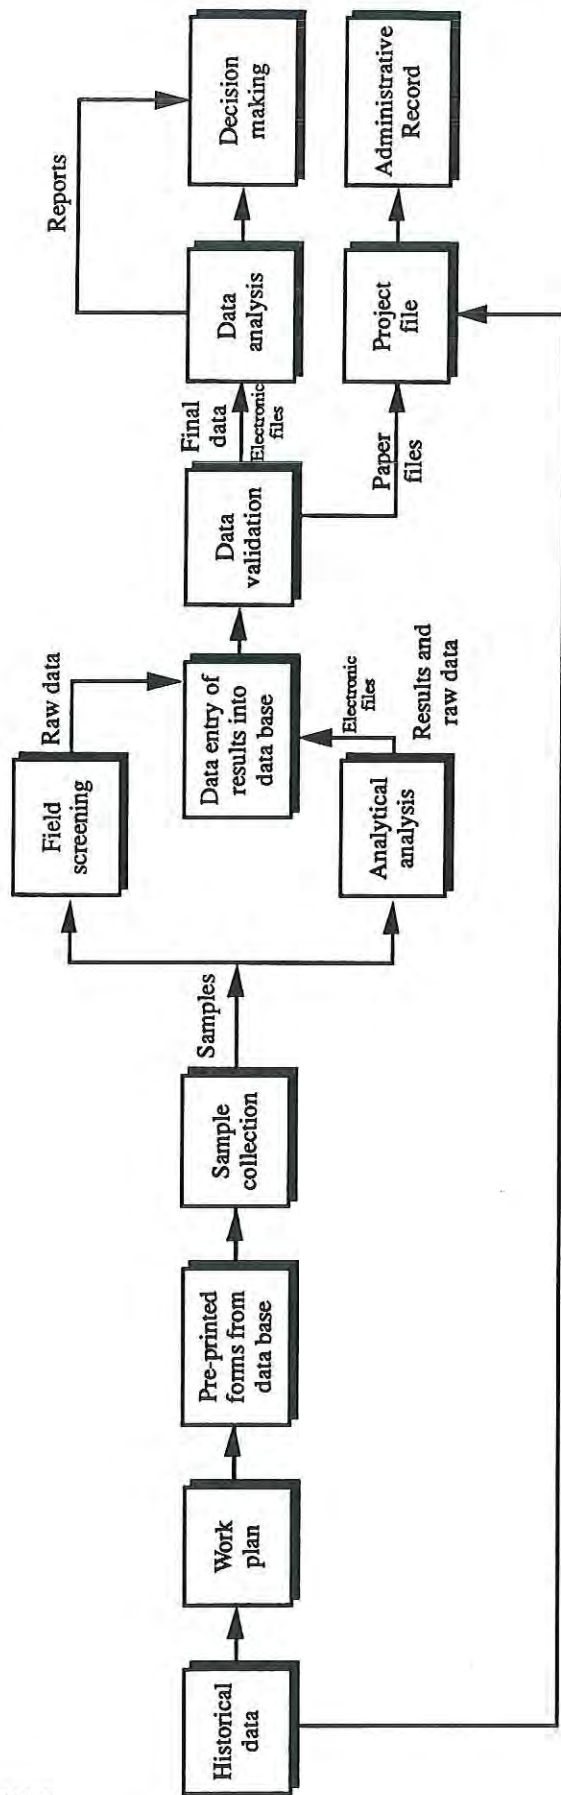 Historical
data
Work
plan
Pre-printed
forms from
data base
Sample
collection
Samples
Field
screening
Raw data
Analytical
analysis
Results and
raw data
Electronic
files
Data entry of
results into
data base
Data
validation
Final
data
Electronic
files
Paper
files
Data
analysis
Reports
Decision
making
Project
file
Administrative
Record